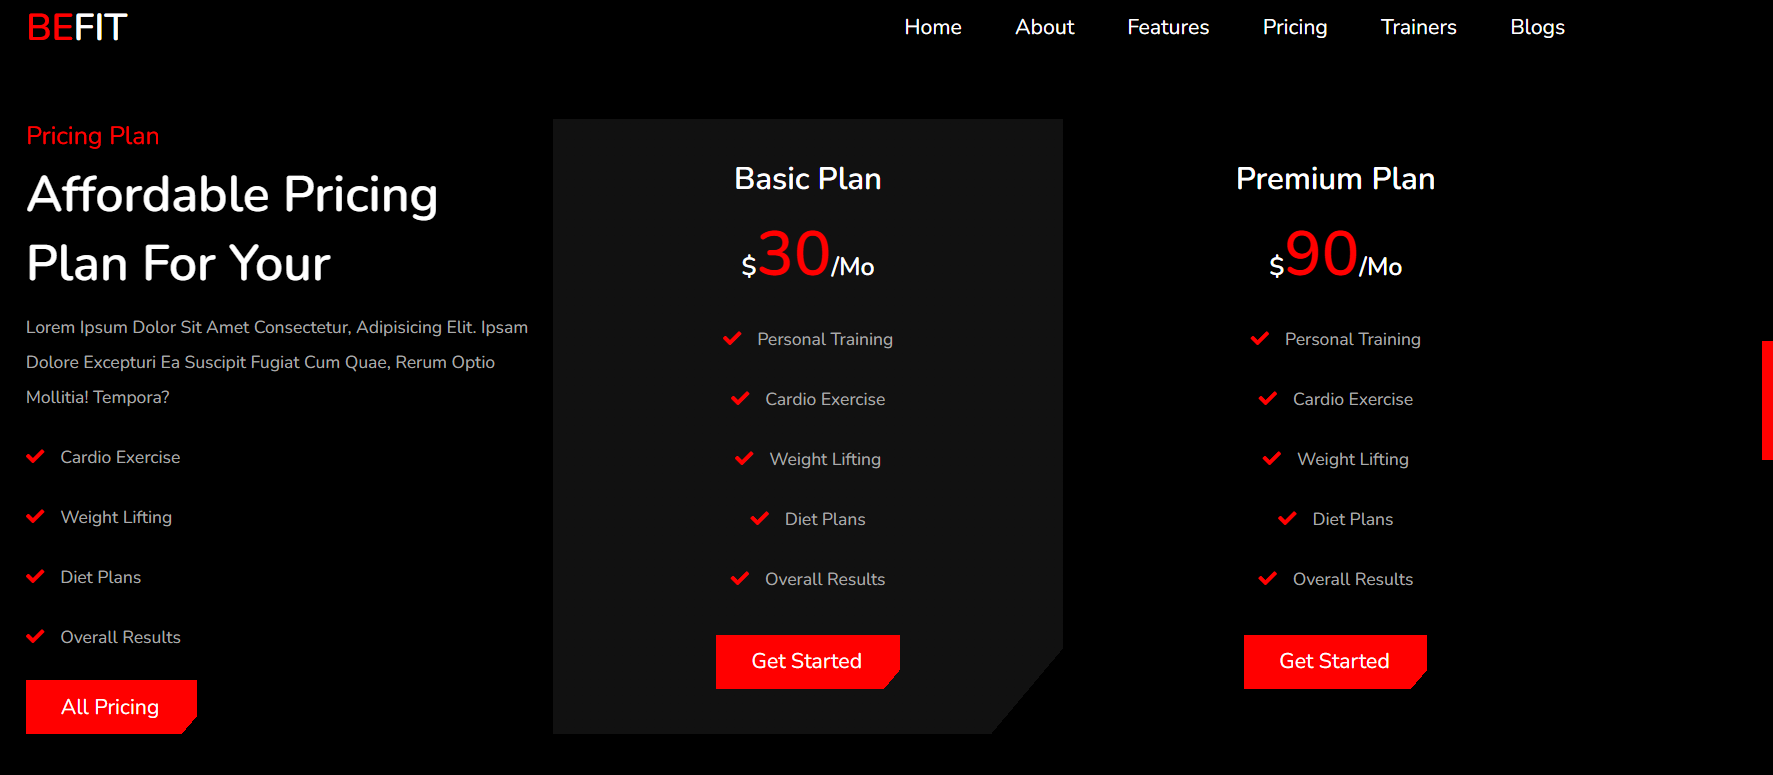 BEFIT
Home About Features Pricing Trainers Blogs
Pricing Plan
Affordable Pricing
Plan For Your
Lorem Ipsum Dolor Sit Amet Consectetur, Adipisicing Elit. Ipsam
Dolore Excepturi Ea Suscipit Fugiat Cum Quae, Rerum Optio
Mollitia! Tempora?
Cardio Exercise
Weight Lifting
Diet Plans
Overall Results
All Pricing
Basic Plan
$30/Mo
Personal Training
Cardio Exercise
Weight Lifting
Diet Plans
Overall Results
Get Started
Premium Plan
$90/Mo
Personal Training
Cardio Exercise
Weight Lifting
Diet Plans
Overall Results
Get Started